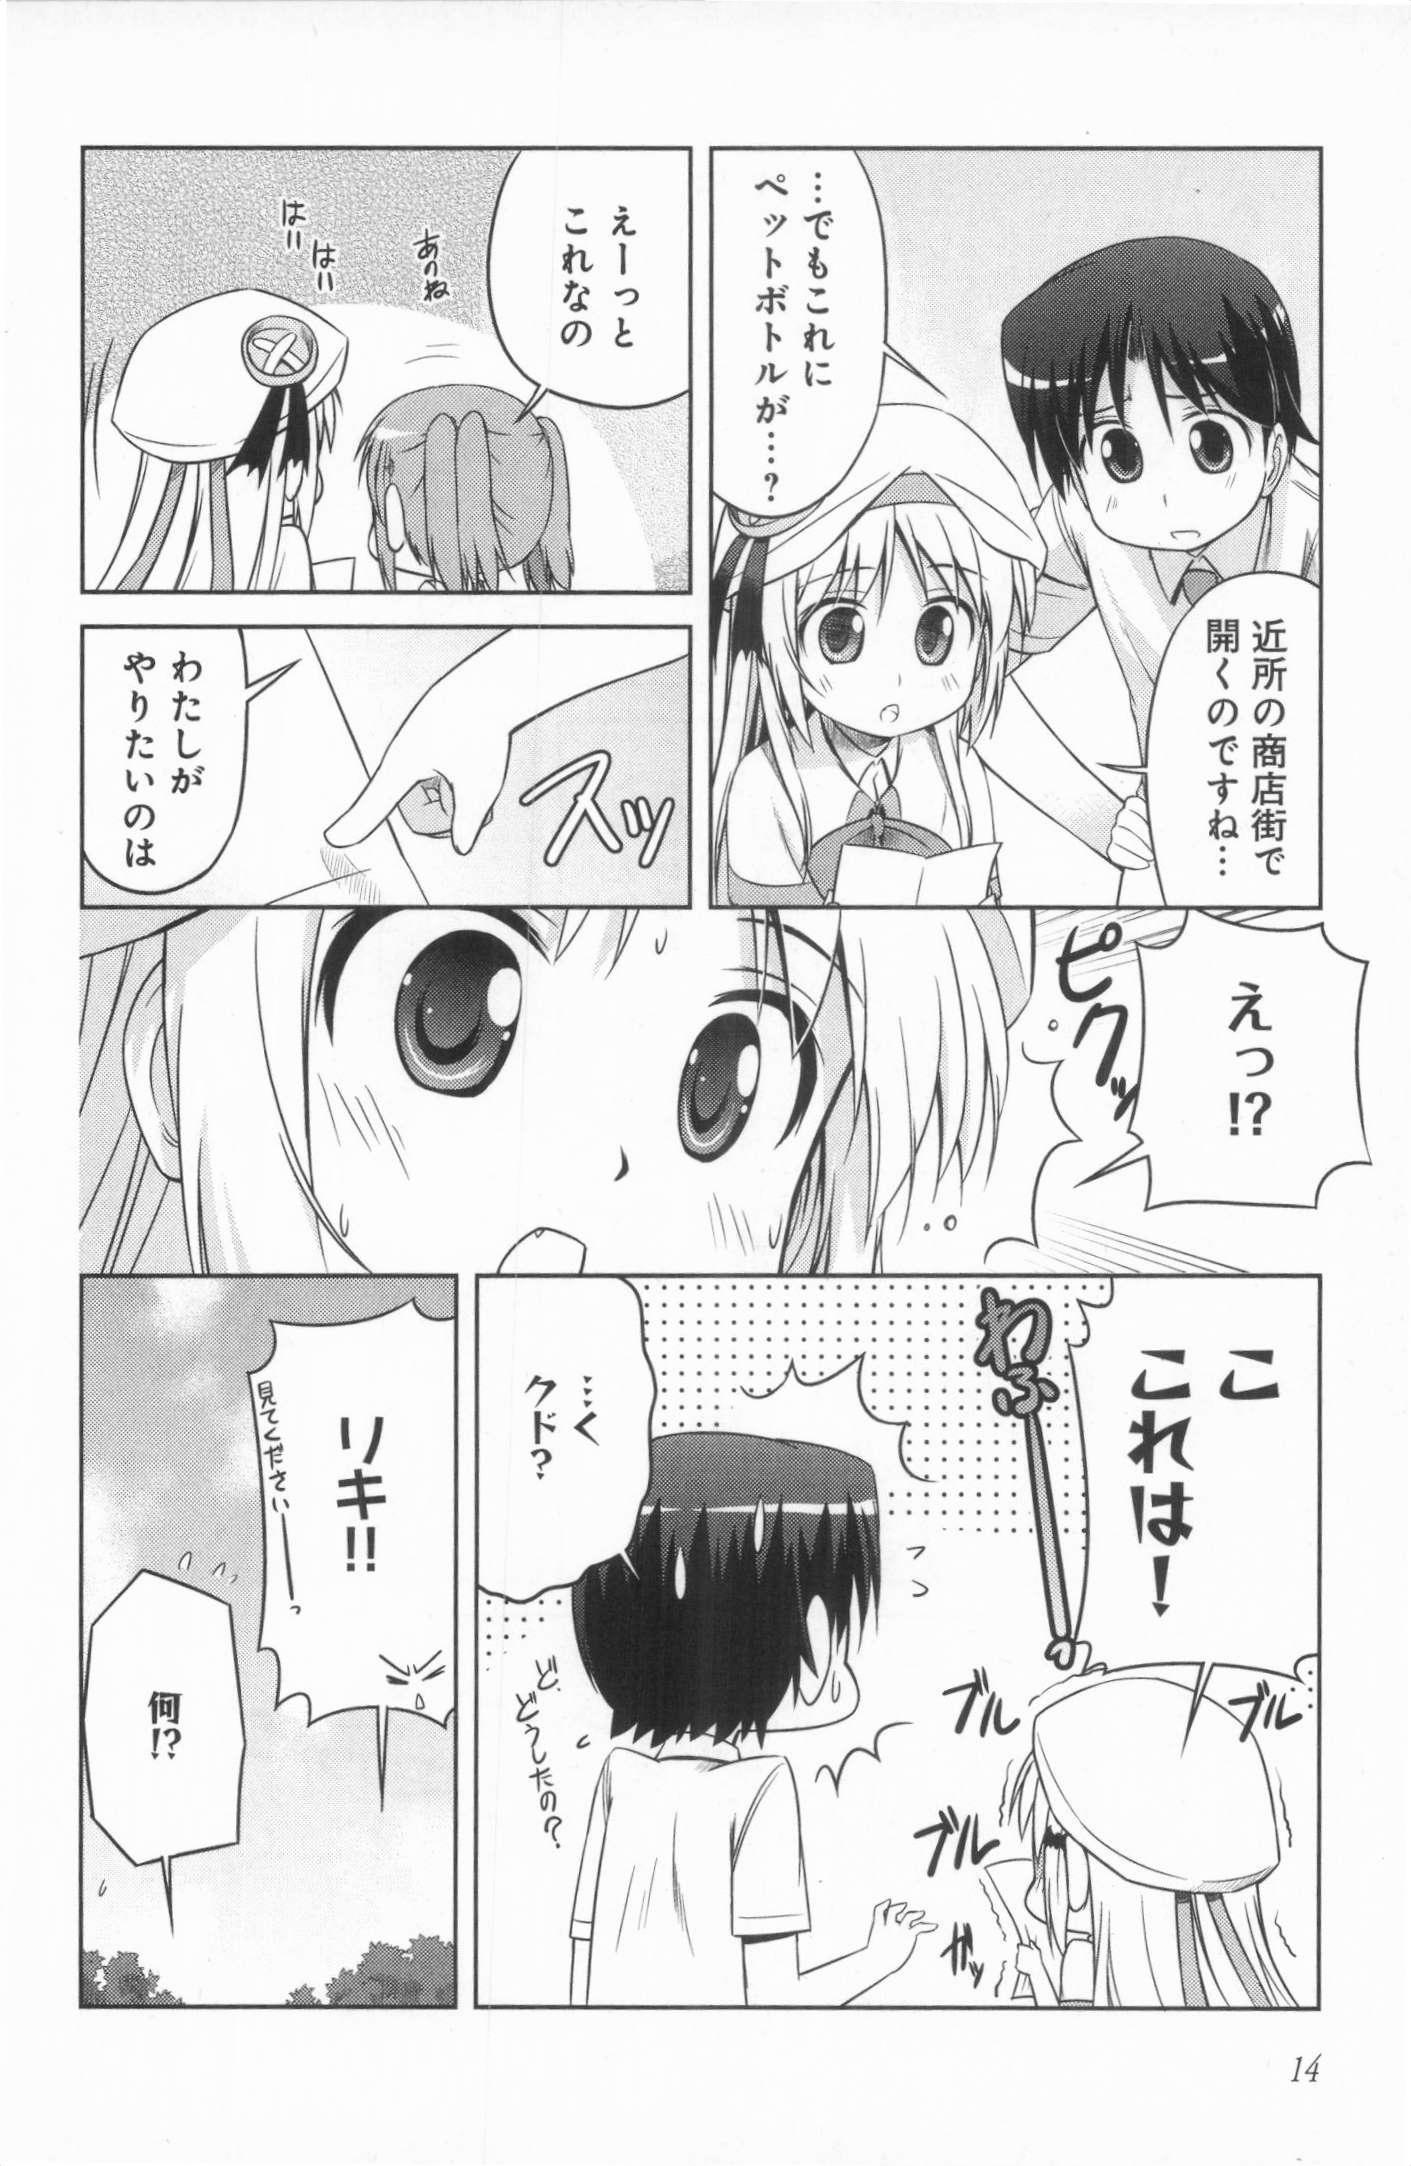 近所の商店街で
開くのですね…
…でもこれに
ペットボトルが…?
えーっと
これなの
あのね
はい
はい
わたしが
やりたいのは
スッ
えっ!?
ピクッ
こ
これは!
わふー
ブル
ブル
ブル
ガッ
…く
クド?
ど、
どうしたの?
リキ!!
見てくださいーっ
何!?
14